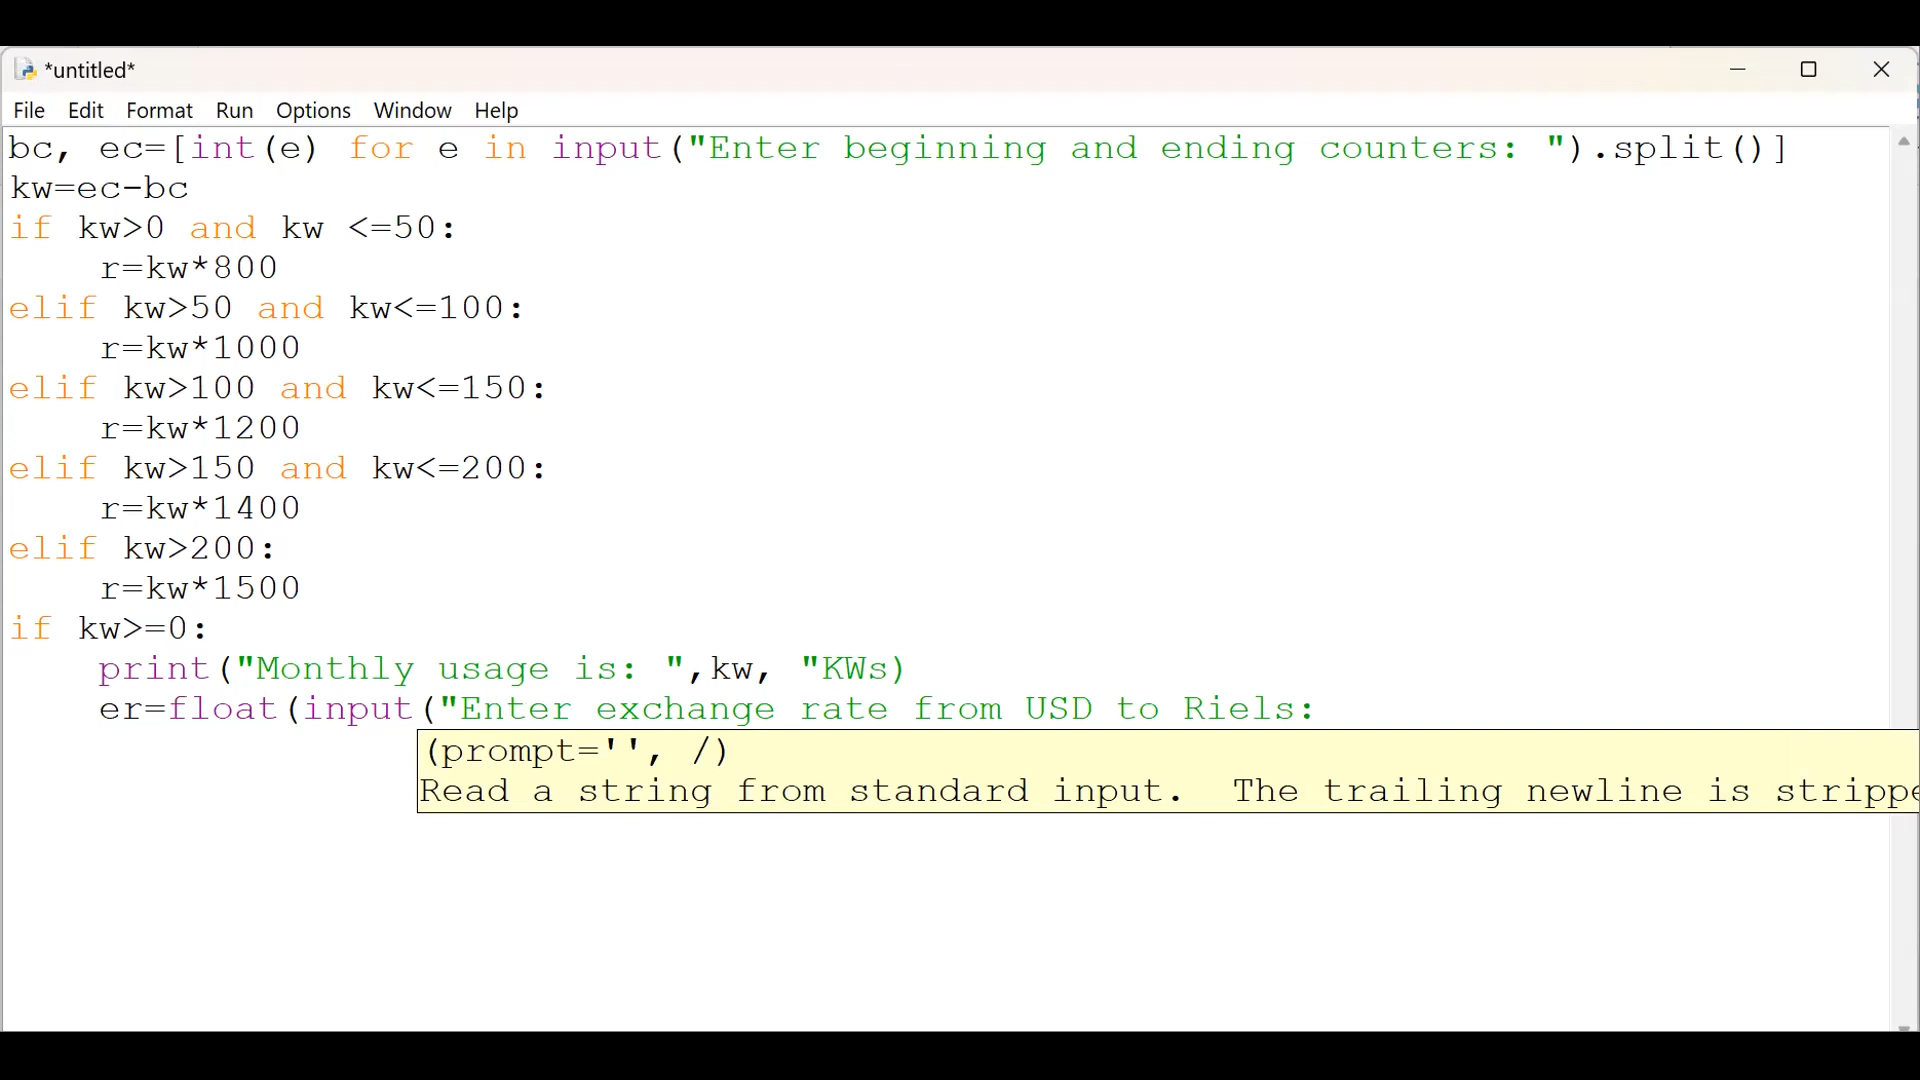 *untitled*
File Edit Format Run Options Window Help
bc, ec=[int(e) for e in input("Enter beginning and ending counters: ").split()]
kw=ec-bc
if kw>0 and kw <=50:
    r=kw*800
elif kw>50 and kw<=100:
    r=kw*1000
elif kw>100 and kw<=150:
    r=kw*1200
elif kw>150 and kw<=200:
    r=kw*1400
elif kw>200:
    r=kw*1500
if kw>=0:
    print("Monthly usage is: ",kw, "KWs)
    er=float(input("Enter exchange rate from USD to Riels:
(prompt='', /)
Read a string from standard input.  The trailing newline is strippe